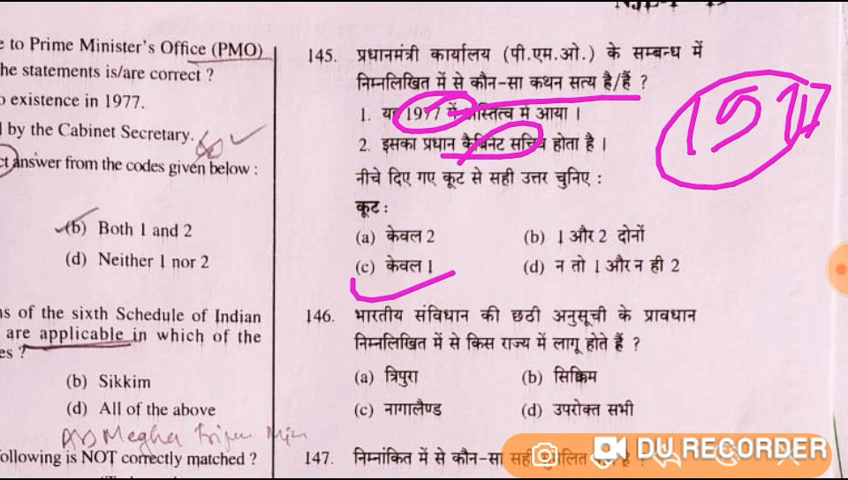 e to Prime Minister's Office (PMO)
he statements is/are correct ?
o existence in 1977.
l by the Cabinet Secretary.
ct answer from the codes given below :
(b) Both 1 and 2
(d) Neither 1 nor 2
ns of the sixth Schedule of Indian
are applicable in which of the
es ?
(b) Sikkim
(d) All of the above
ollowing is NOT correctly matched ?
145. प्रधानमंत्री कार्यालय (पी.एम.ओ.) के सम्बन्ध में
निम्नलिखित में से कौन-सा कथन सत्य है/हैं ?
1. यह 1977 में अस्तित्व में आया ।
2. इसका प्रधान कैबिनेट सचिव होता है ।
नीचे दिए गए कूट से सही उत्तर चुनिए :
कूट :
(a) केवल 2 (b) 1 और 2 दोनों
(c) केवल 1 (d) न तो 1 और न ही 2
1977
146. भारतीय संविधान की छठी अनुसूची के प्रावधान
निम्नलिखित में से किस राज्य में लागू होते हैं ?
(a) त्रिपुरा (b) सिक्किम
(c) नागालैण्ड (d) उपरोक्त सभी
147. निम्नांकित में से कौन-सा सही
DU RECORDER